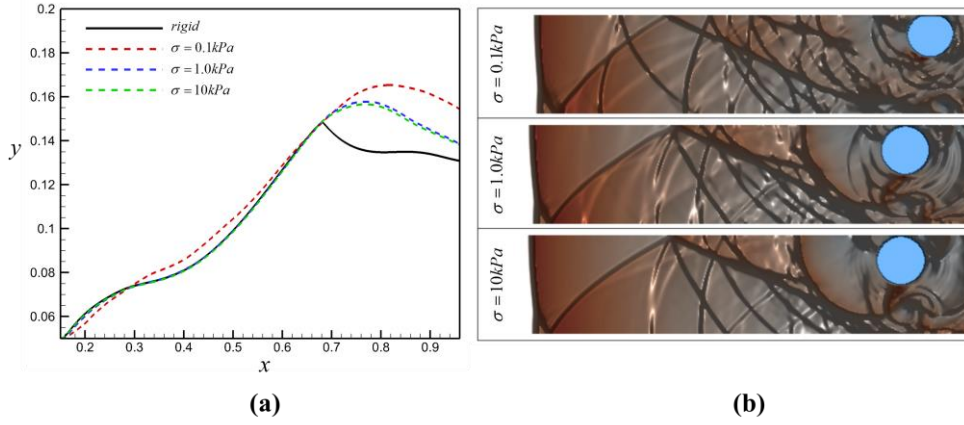 0.2
0.18
0.16
0.14
0.12
0.1
0.08
0.06
y
rigid
σ = 0.1kPa
σ = 1.0kPa
σ = 10kPa
0.2 0.3 0.4 0.5 0.6 0.7 0.8 0.9
x
(a)
σ = 0.1kPa
σ = 1.0kPa
σ = 10kPa
(b)